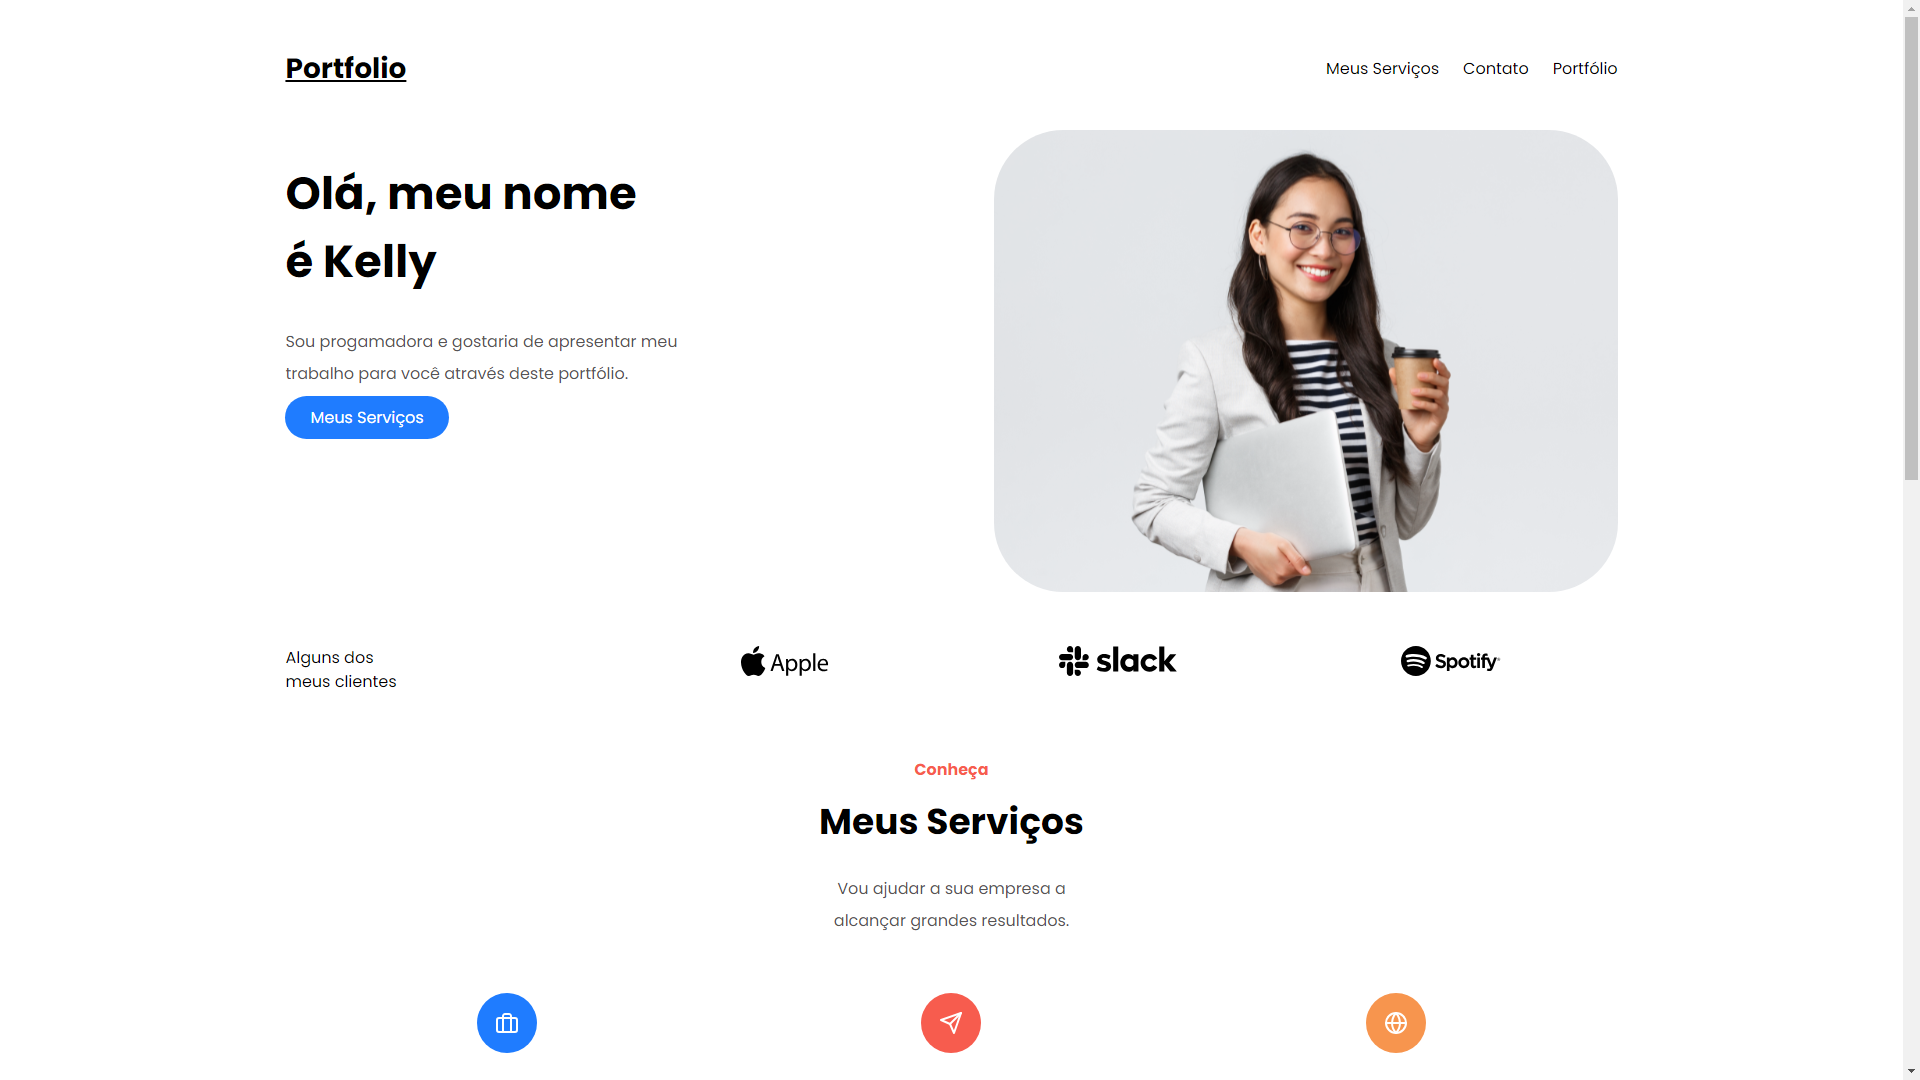 Portfolio
Meus Serviços Contato Portfólio
Olá, meu nome
é Kelly
Sou progamadora e gostaria de apresentar meu
trabalho para você através deste portfólio.
Meus Serviços
Alguns dos
meus clientes
Apple
slack
Spotify
Conheça
Meus Serviços
Vou ajudar a sua empresa a
alcançar grandes resultados.